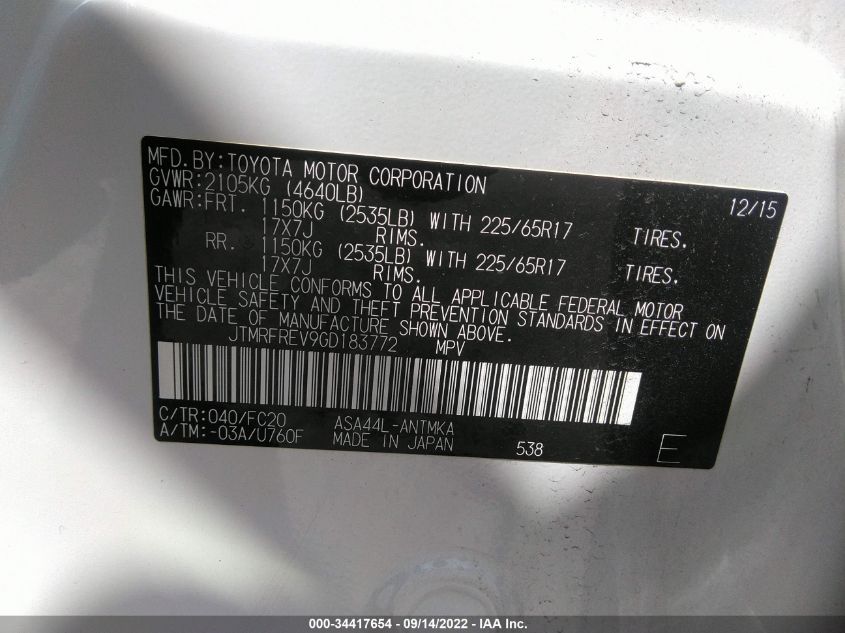 MFD.BY:TOYOTA MOTOR CORPORATION 12/15
GVWR:2105KG (4640LB)
GAWR:FRT. 1150KG (2535LB) WITH 225/65R17 TIRES.
17X7J RIMS.
RR. 1150KG (2535LB) WITH 225/65R17 TIRES.
17X7J RIMS.
THIS VEHICLE CONFORMS TO ALL APPLICABLE FEDERAL MOTOR
VEHICLE SAFETY AND THEFT PREVENTION STANDARDS IN EFFECT ON
THE DATE OF MANUFACTURE SHOWN ABOVE.
JTMRFREV9GD183772 MPV
C/TR:040/FC20 ASA44L-ANTMKA
A/TM:-03A/U760F MADE IN JAPAN 538 E
000-34417654 - 09/14/2022 - IAA Inc.